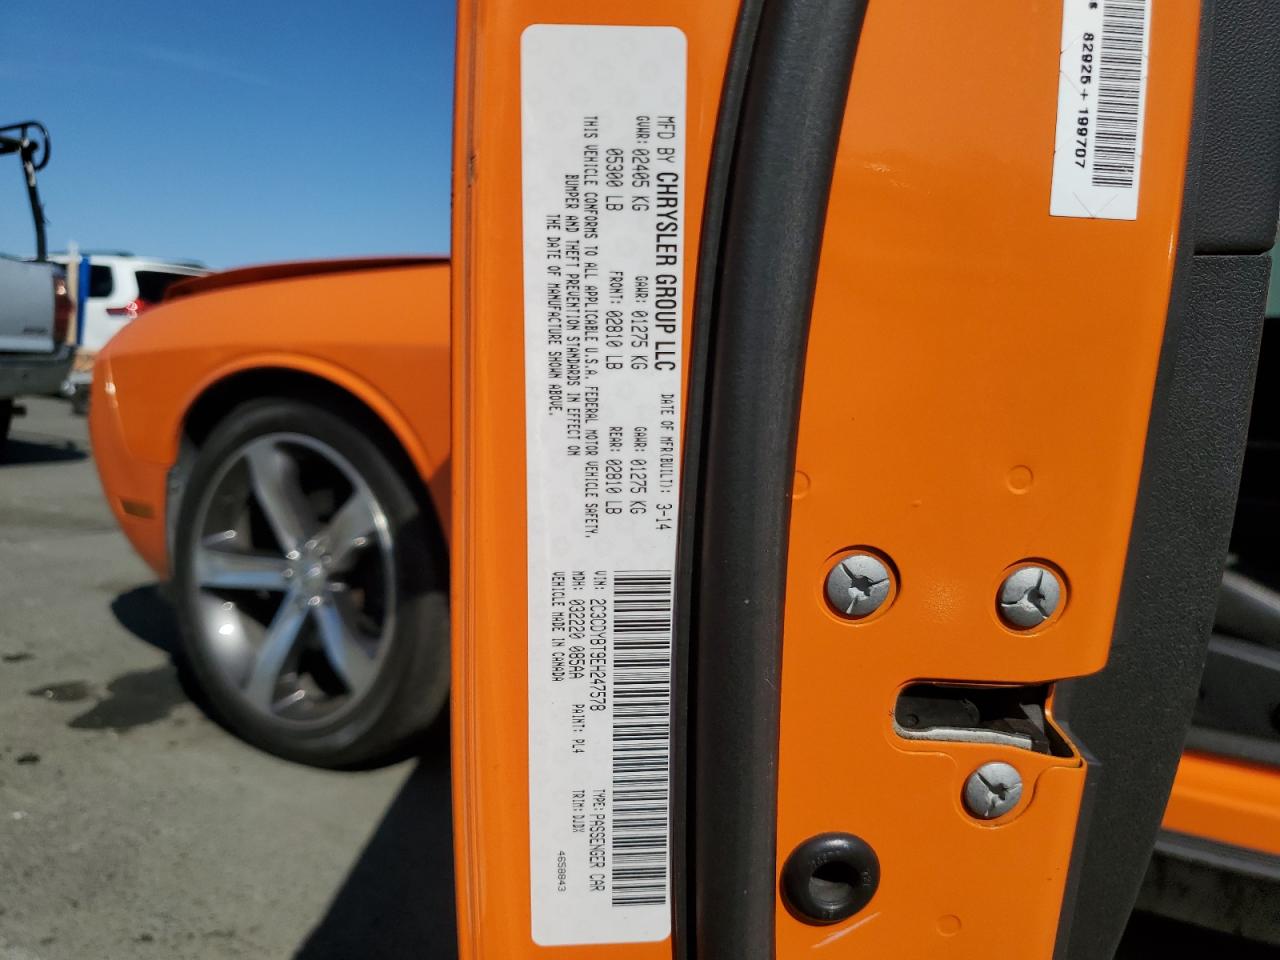 MFD BY CHRYSLER GROUP LLC DATE OF MFR(BUILT): 3-14
GVWR: 02405 KG GAWR: 01275 KG GAWR: 01275 KG
05300 LB FRONT: 02810 LB REAR: 02810 LB
THIS VEHICLE CONFORMS TO ALL APPLICABLE U.S.A. FEDERAL MOTOR VEHICLE SAFETY,
BUMPER AND THEFT PREVENTION STANDARDS IN EFFECT ON
THE DATE OF MANUFACTURE SHOWN ABOVE.
VIN: 2C3CDYBT9EH247578 TYPE: PASSENGER CAR
MDH: 032220 085AA PAINT: PL4 TRIM: DJDX
VEHICLE MADE IN CANADA 4658843
82925+ 199707